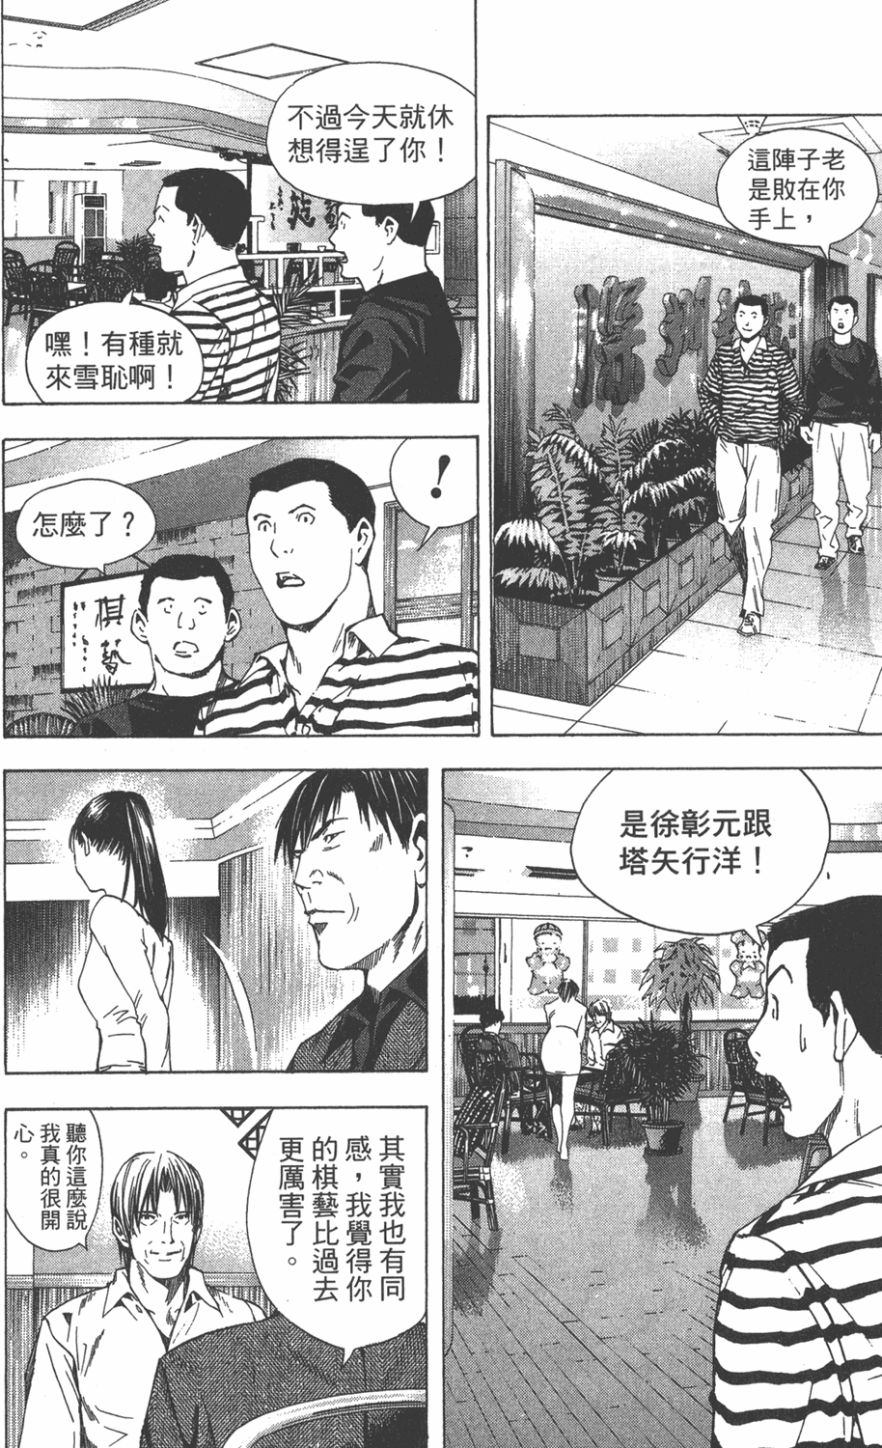 這陣子老
是敗在你
手上，
不過今天就休
想得逞了你！
嘿！有種就
來雪恥啊！
！
怎麼了？
棋藝
是徐彰元跟
塔矢行洋！
其實我也有同
感，我覺得你
的棋藝比過去
更厲害了。
聽你這麼說
我真的很開
心。